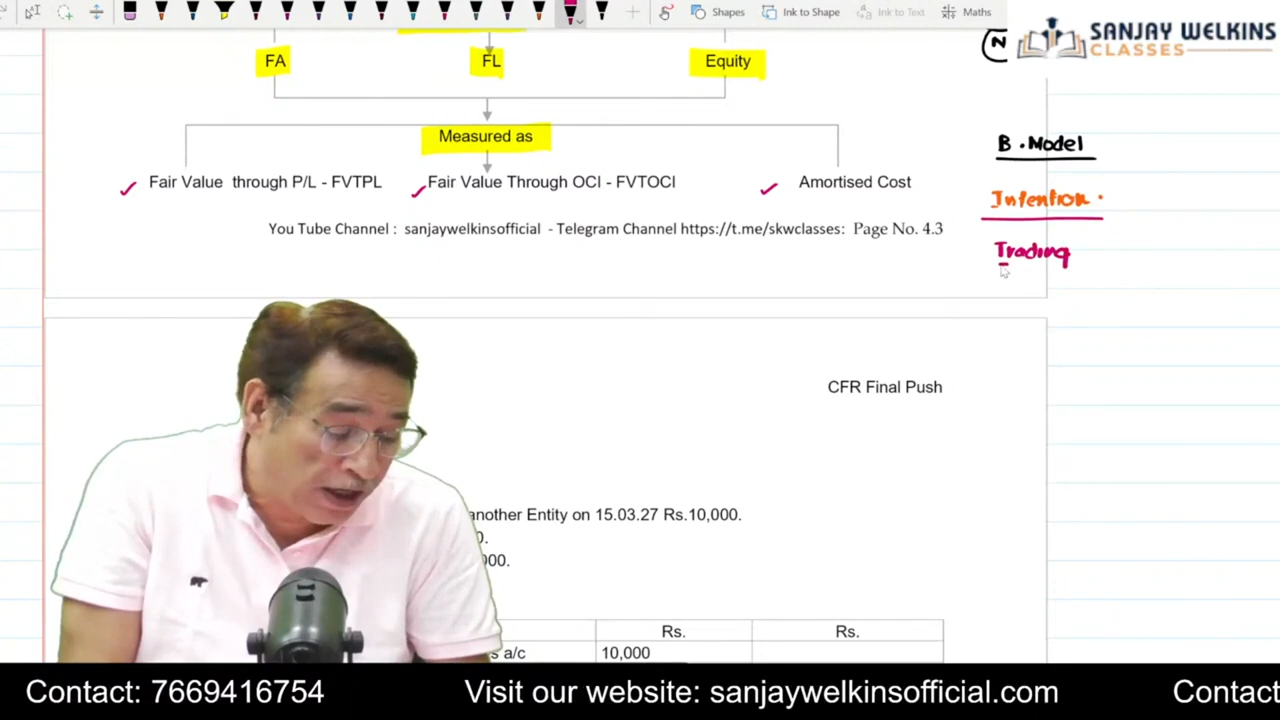 Shapes
Ink to Shape
Ink to Text
Maths
SANJAY WELKINS
CLASSES
N
FA
FL
Equity
Measured as
B. Model
Fair Value through P/L - FVTPL
Fair Value Through OCI - FVTOCI
Amortised Cost
Intention
You Tube Channel : sanjaywelkinsofficial - Telegram Channel https://t.me/skwclasses: Page No. 4.3
Trading
CFR Final Push
another Entity on 15.03.27 Rs.10,000.
0.
000.
Rs.
Rs.
s a/c
10,000
Contact: 7669416754
Visit our website: sanjaywelkinsofficial.com
Contact